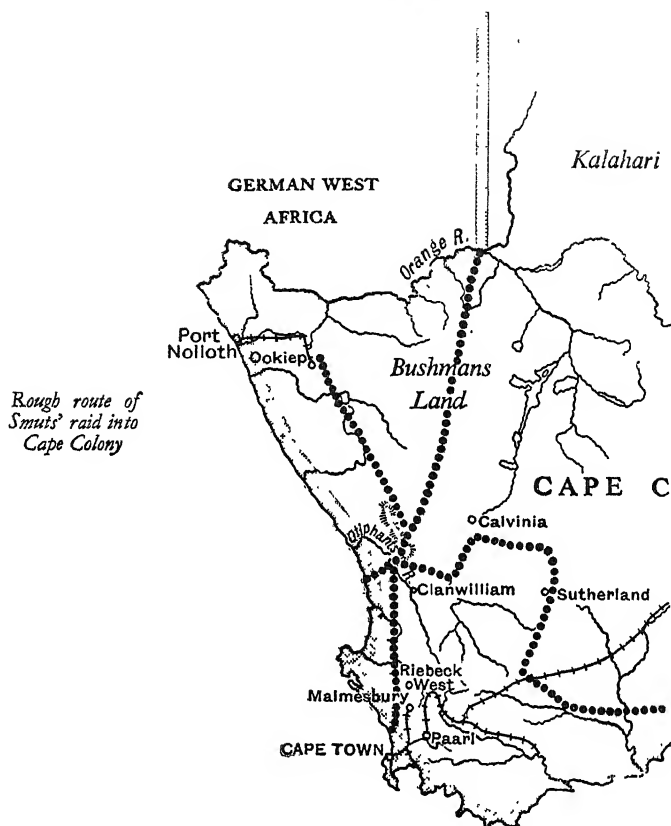 Kalahari
GERMAN WEST
AFRICA
Orange R.
Port
Nolloth
Ookiep
Bushmans
Land
Rough route of
Smuts' raid into
Cape Colony
CAPE C
Calvinia
Oliphants R.
Clanwilliam
Sutherland
Riebeck
West
Malmesbury
Paarl
CAPE TOWN